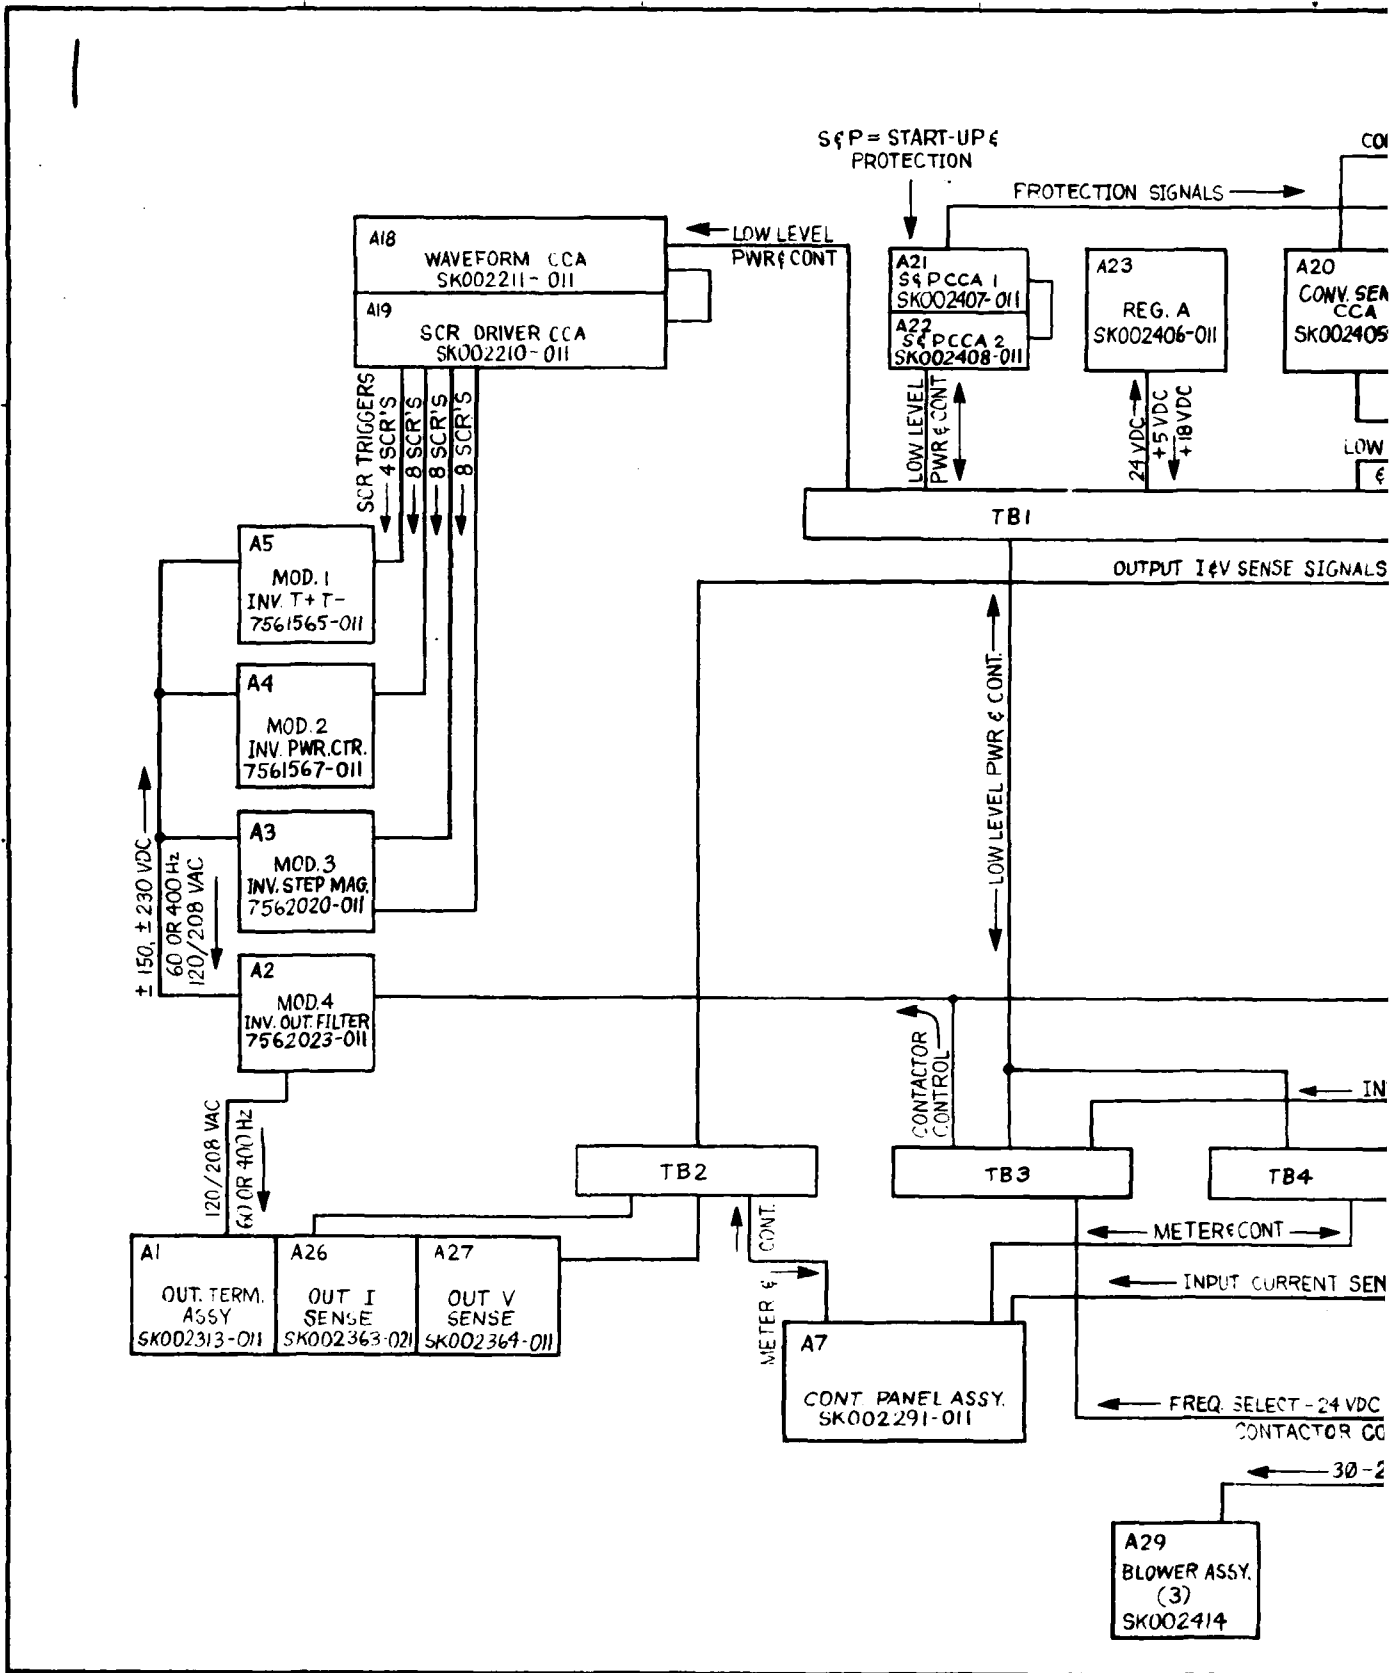 S&P = START-UP &
PROTECTION
PROTECTION SIGNALS
A18
WAVEFORM CCA
SK002211-011
A19
SCR DRIVER CCA
SK002210-011
LOW LEVEL
PWR & CONT
A21
S&P CCA 1
SK002407-011
A22
S&P CCA 2
SK002408-011
A23
REG. A
SK002406-011
A20
CONV. SEN
CCA
SK002405
SCR TRIGGERS
4 SCR'S
8 SCR'S
8 SCR'S
8 SCR'S
LOW LEVEL
PWR & CONT
24 VDC
+5 VDC
+18 VDC
LOW
&
TB1
OUTPUT I&V SENSE SIGNALS
A5
MOD. 1
INV. T+ T-
7561565-011
A4
MOD. 2
INV. PWR. CTR.
7561567-011
A3
MOD. 3
INV. STEP MAG.
7562020-011
± 150, ± 230 VDC
60 OR 400 Hz
120/208 VAC
LOW LEVEL PWR & CONT.
A2
MOD. 4
INV. OUT. FILTER
7562023-011
CONTACTOR
CONTROL
IN
120/208 VAC
60 OR 400 Hz
TB2
TB3
TB4
METER & CONT
METER & CONT.
A1
OUT. TERM.
ASSY
SK002313-011
A26
OUT I
SENSE
SK002363-021
A27
OUT V
SENSE
SK002364-011
INPUT CURRENT SEN
A7
CONT. PANEL ASSY.
SK002291-011
FREQ. SELECT - 24 VDC
CONTACTOR CO
30-2
A29
BLOWER ASSY.
(3)
SK002414